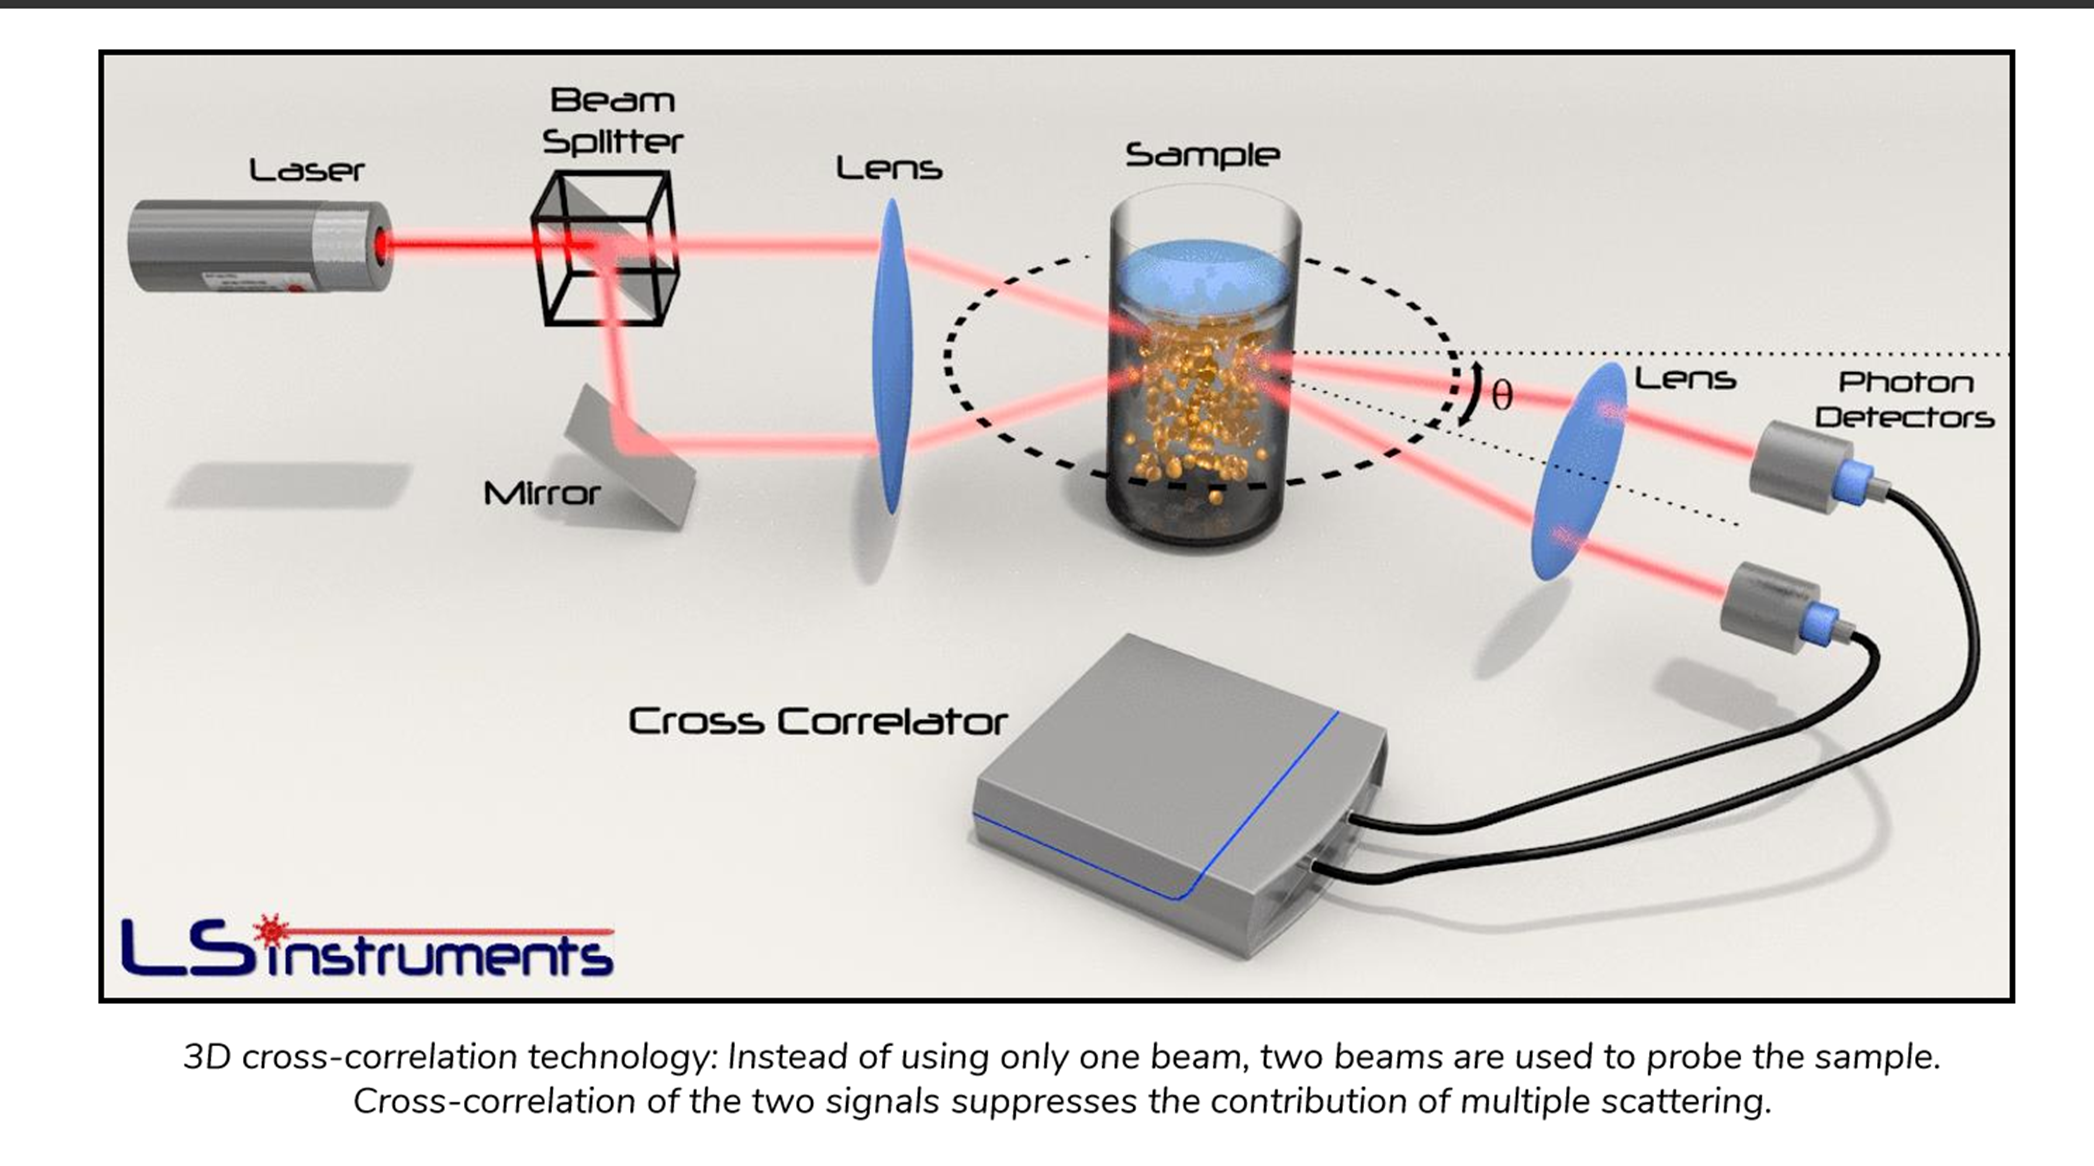 Laser
Beam
Splitter
Lens
Sample
θ
Lens
Photon
Detectors
Mirror
Cross Correlator
LSinstruments
3D cross-correlation technology: Instead of using only one beam, two beams are used to probe the sample.
Cross-correlation of the two signals suppresses the contribution of multiple scattering.